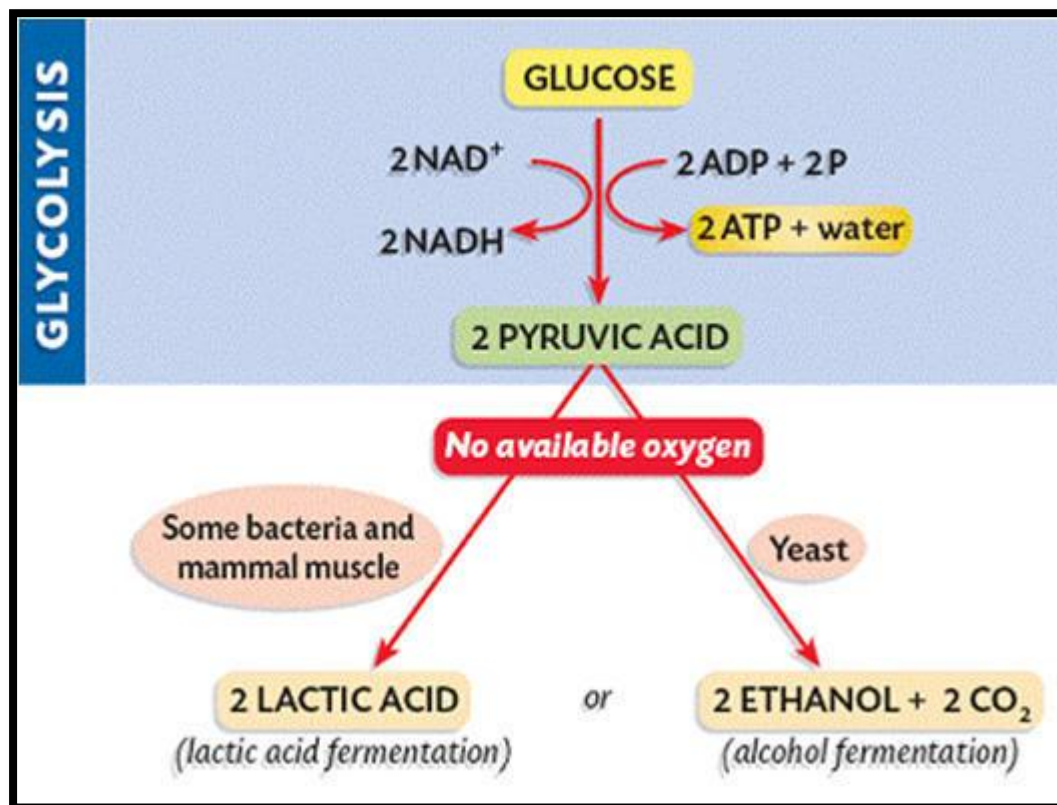 GLYCOLYSIS
GLUCOSE
2 NAD⁺
2 ADP + 2 P
2 NADH
2 ATP + water
2 PYRUVIC ACID
No available oxygen
Some bacteria and
mammal muscle
Yeast
2 LACTIC ACID
(lactic acid fermentation)
or
2 ETHANOL + 2 CO₂
(alcohol fermentation)